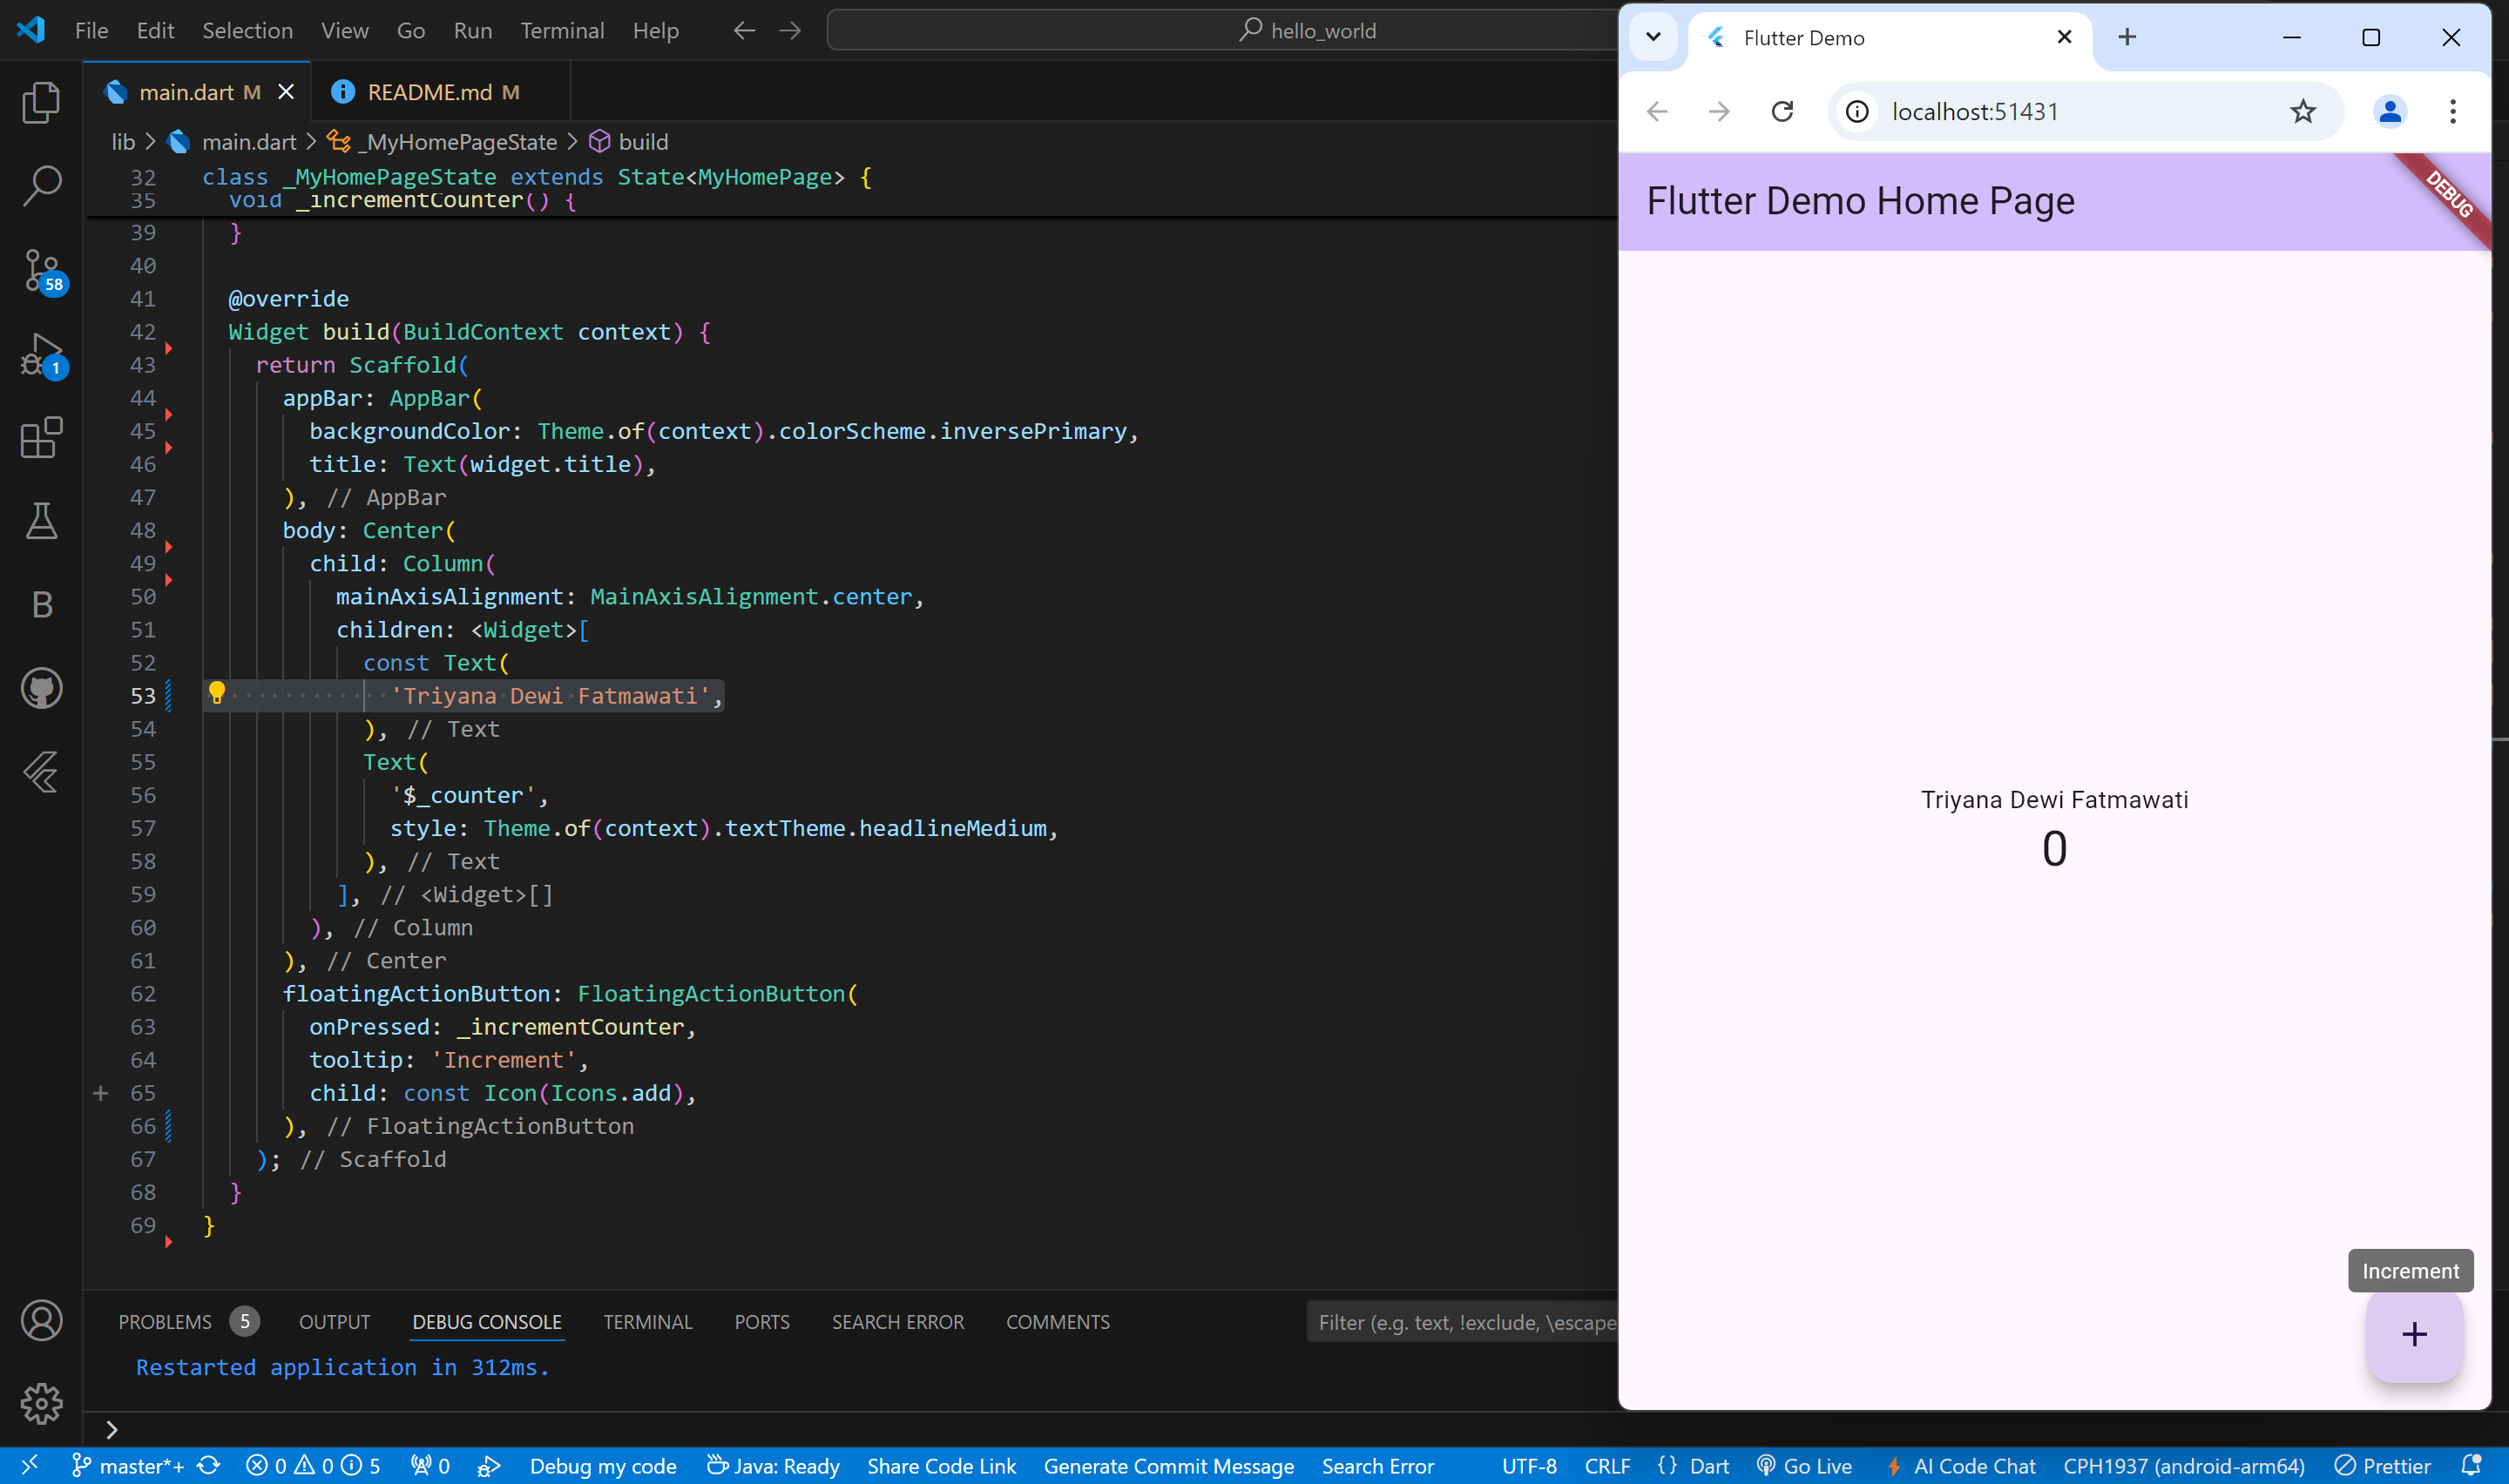 File Edit Selection View Go Run Terminal Help hello_world
main.dart M README.md M
lib > main.dart > _MyHomePageState > build
32 class _MyHomePageState extends State<MyHomePage> {
35 void _incrementCounter() {
39 }
40
41 @override
42 Widget build(BuildContext context) {
43 return Scaffold(
44 appBar: AppBar(
45 backgroundColor: Theme.of(context).colorScheme.inversePrimary,
46 title: Text(widget.title),
47 ), // AppBar
48 body: Center(
49 child: Column(
50 mainAxisAlignment: MainAxisAlignment.center,
51 children: <Widget>[
52 const Text(
53 'Triyana Dewi Fatmawati',
54 ), // Text
55 Text(
56 '$_counter',
57 style: Theme.of(context).textTheme.headlineMedium,
58 ), // Text
59 ], // <Widget>[]
60 ), // Column
61 ), // Center
62 floatingActionButton: FloatingActionButton(
63 onPressed: _incrementCounter,
64 tooltip: 'Increment',
65 child: const Icon(Icons.add),
66 ), // FloatingActionButton
67 ); // Scaffold
68 }
69 }
58
1
B
PROBLEMS 5 OUTPUT DEBUG CONSOLE TERMINAL PORTS SEARCH ERROR COMMENTS Filter (e.g. text, !exclude, \escape
Restarted application in 312ms.
master*+ 0 0 5 0 Debug my code Java: Ready Share Code Link Generate Commit Message Search Error UTF-8 CRLF {} Dart Go Live AI Code Chat CPH1937 (android-arm64) Prettier
Flutter Demo
localhost:51431
Flutter Demo Home Page
DEBUG
Triyana Dewi Fatmawati
0
Increment
+